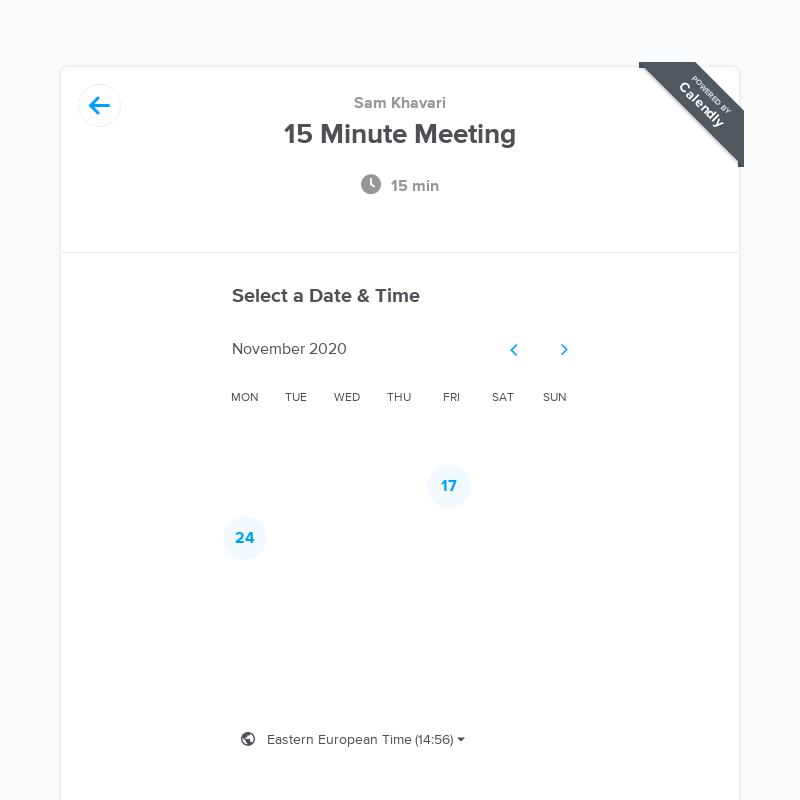 POWERED BY
Calendly
Sam Khavari
15 Minute Meeting
15 min
Select a Date & Time
November 2020
MON TUE WED THU FRI SAT SUN
17
24
Eastern European Time (14:56)